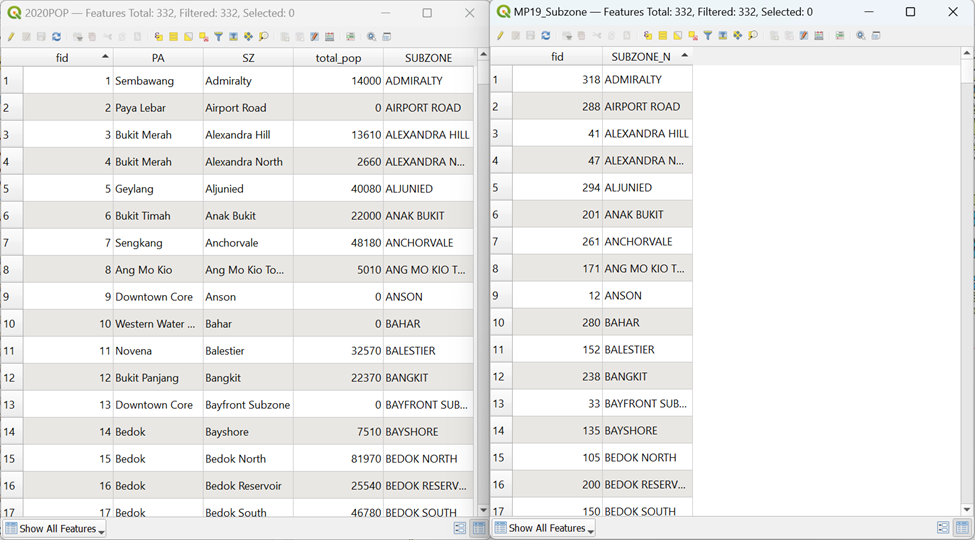 2020POP — Features Total: 332, Filtered: 332, Selected: 0
fid PA SZ total_pop SUBZONE
1 1 Sembawang Admiralty 14000 ADMIRALTY
2 2 Paya Lebar Airport Road 0 AIRPORT ROAD
3 3 Bukit Merah Alexandra Hill 13610 ALEXANDRA HILL
4 4 Bukit Merah Alexandra North 2660 ALEXANDRA N...
5 5 Geylang Aljunied 40080 ALJUNIED
6 6 Bukit Timah Anak Bukit 22000 ANAK BUKIT
7 7 Sengkang Anchorvale 48180 ANCHORVALE
8 8 Ang Mo Kio Ang Mo Kio To... 5010 ANG MO KIO T...
9 9 Downtown Core Anson 0 ANSON
10 10 Western Water ... Bahar 0 BAHAR
11 11 Novena Balestier 32570 BALESTIER
12 12 Bukit Panjang Bangkit 22370 BANGKIT
13 13 Downtown Core Bayfront Subzone 0 BAYFRONT SUB...
14 14 Bedok Bayshore 7510 BAYSHORE
15 15 Bedok Bedok North 81970 BEDOK NORTH
16 16 Bedok Bedok Reservoir 25540 BEDOK RESERV...
17 17 Bedok Bedok South 46780 BEDOK SOUTH
Show All Features
MP19_Subzone — Features Total: 332, Filtered: 332, Selected: 0
fid SUBZONE_N
1 318 ADMIRALTY
2 288 AIRPORT ROAD
3 41 ALEXANDRA HILL
4 47 ALEXANDRA N...
5 294 ALJUNIED
6 201 ANAK BUKIT
7 261 ANCHORVALE
8 171 ANG MO KIO T...
9 12 ANSON
10 280 BAHAR
11 152 BALESTIER
12 238 BANGKIT
13 33 BAYFRONT SUB...
14 135 BAYSHORE
15 105 BEDOK NORTH
16 200 BEDOK RESERV...
17 150 BEDOK SOUTH
Show All Features